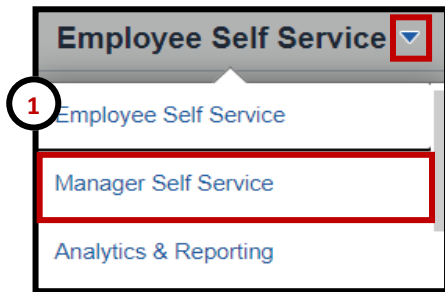 Employee Self Service
1
Employee Self Service
Manager Self Service
Analytics & Reporting